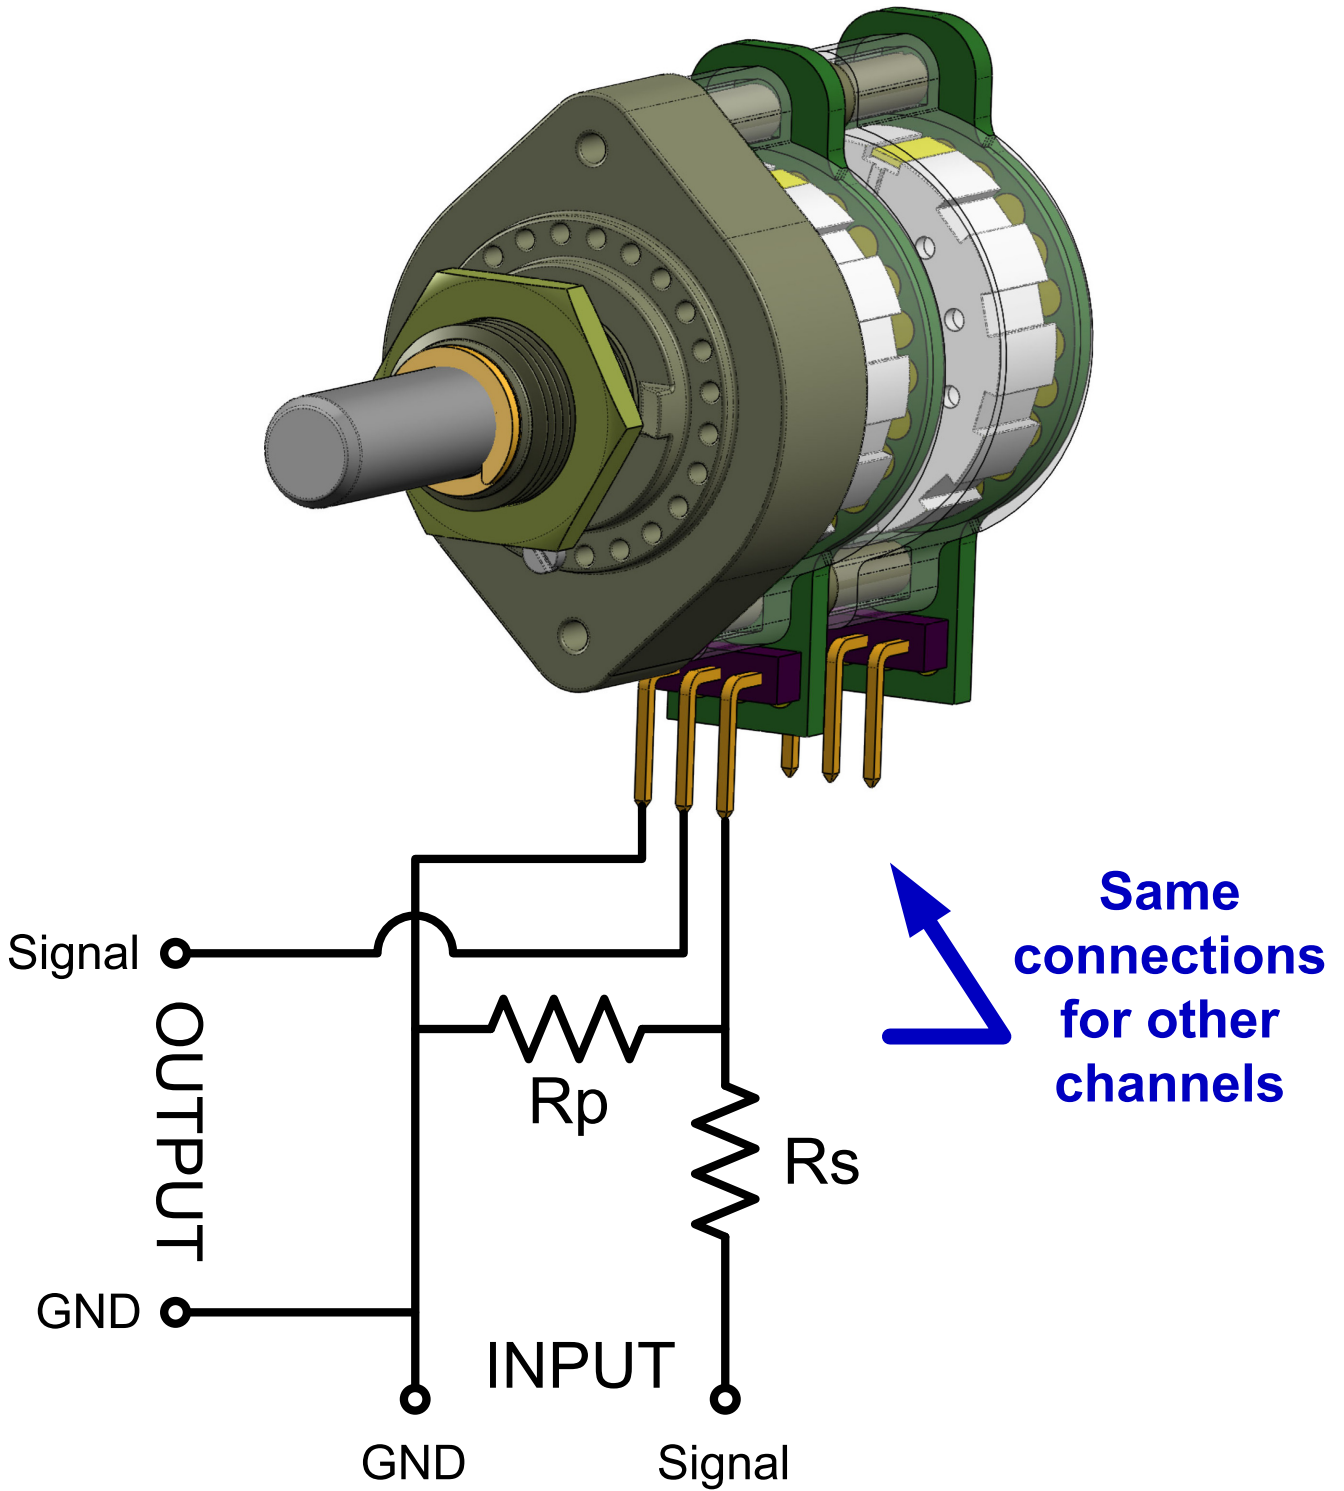 Same
connections
for other
channels
Signal
OUTPUT
Rp
Rs
GND
INPUT
GND
Signal